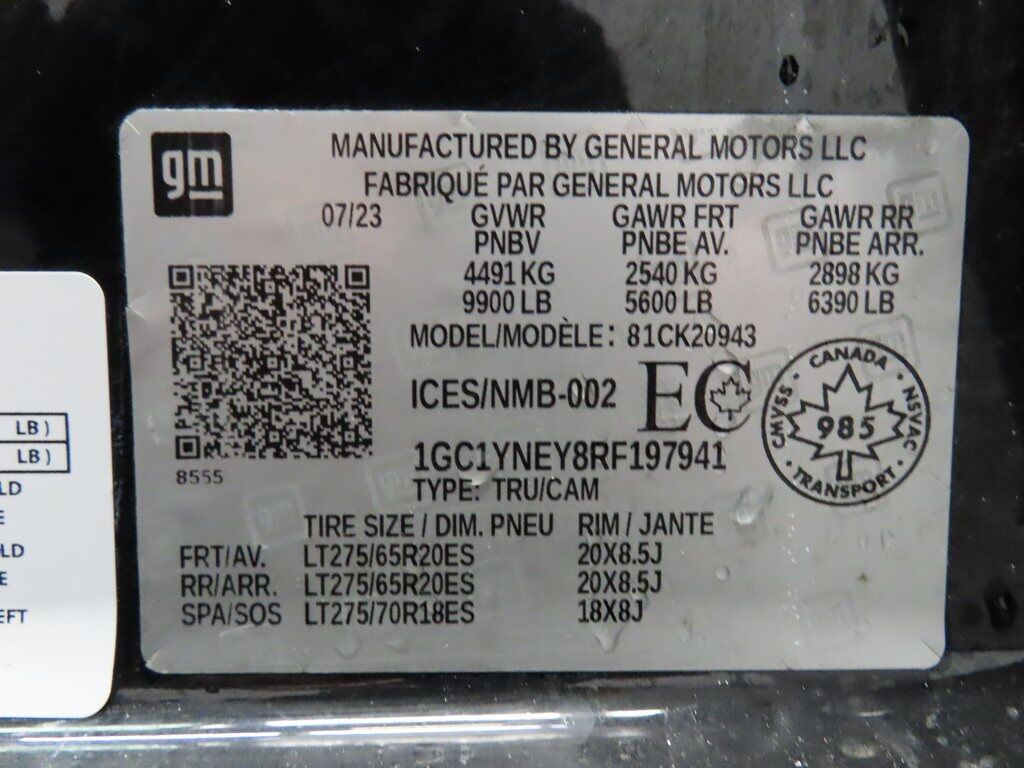 gm
MANUFACTURED BY GENERAL MOTORS LLC
FABRIQUÉ PAR GENERAL MOTORS LLC
07/23 GVWR GAWR FRT GAWR RR
PNBV PNBE AV. PNBE ARR.
4491 KG 2540 KG 2898 KG
9900 LB 5600 LB 6390 LB
MODEL/MODÈLE: 81CK20943
ICES/NMB-002 EC
CANADA
CMVSS 985 NSVAC
TRANSPORT
1GC1YNEY8RF197941
8555
TYPE: TRU/CAM
TIRE SIZE / DIM. PNEU RIM / JANTE
FRT/AV. LT275/65R20ES 20X8.5J
RR/ARR. LT275/65R20ES 20X8.5J
SPA/SOS LT275/70R18ES 18X8J
LB)
LB)
LD
E
LD
E
EFT